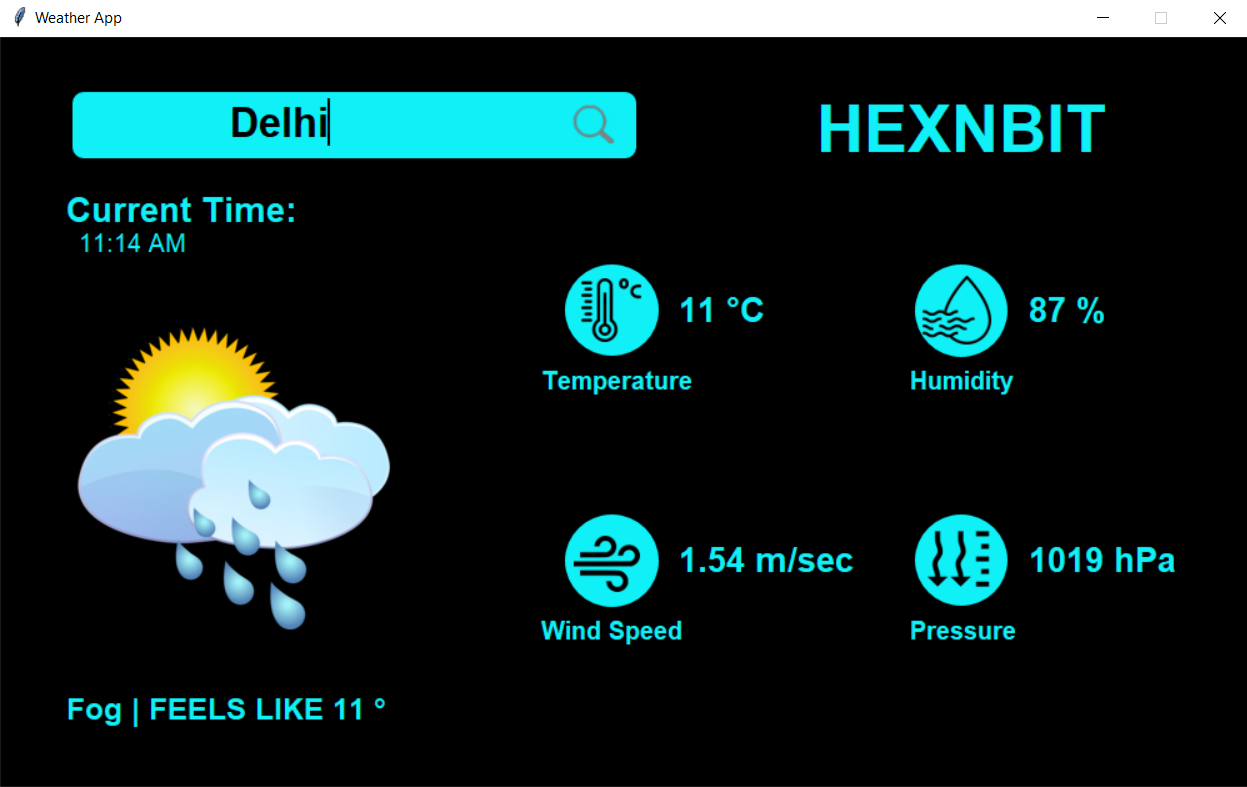 Weather App
Delhi
HEXNBIT
Current Time:
11:14 AM
°C
11 °C
87 %
Temperature
Humidity
1.54 m/sec
1019 hPa
Wind Speed
Pressure
Fog | FEELS LIKE 11 °